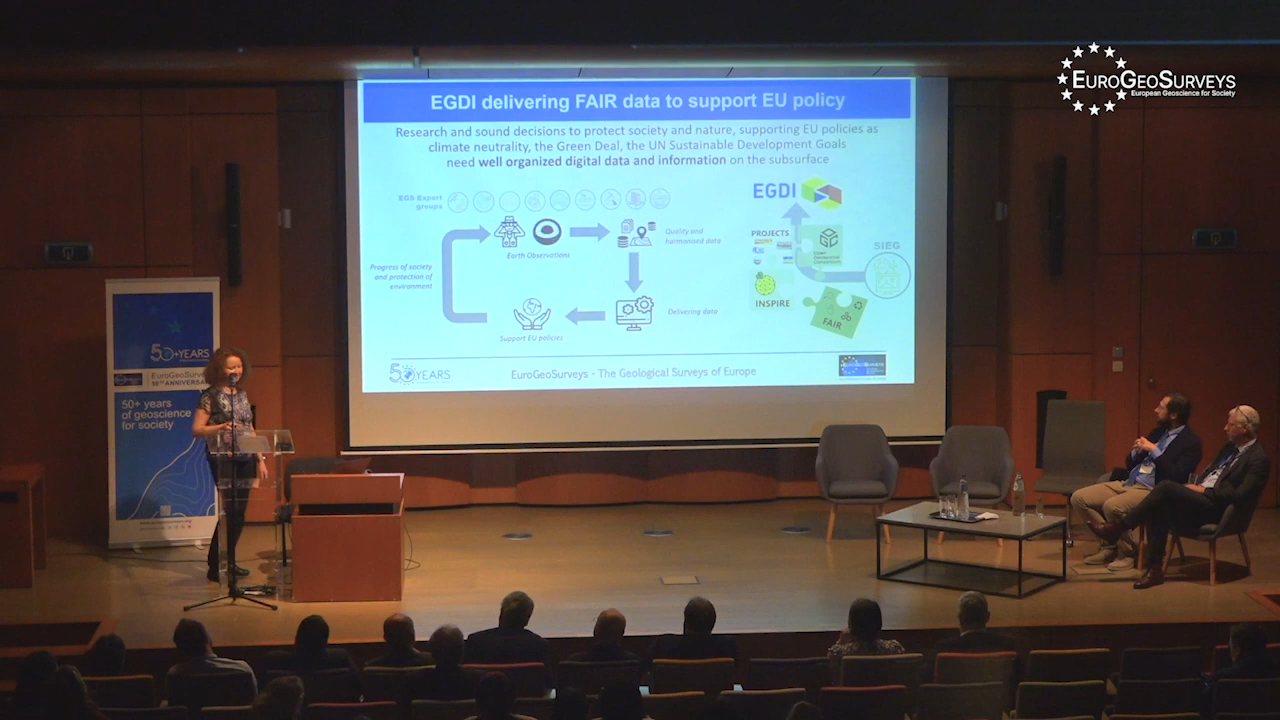 EUROGEOSURVEYS
European Geoscience for Society
EGDI delivering FAIR data to support EU policy
Research and sound decisions to protect society and nature, supporting EU policies as
climate neutrality, the Green Deal, the UN Sustainable Development Goals
need well organized digital data and information on the subsurface
EGS Expert
groups
Earth Observations
Quality and
harmonized data
Progress of society
and protection of
environment
Delivering data
Support EU policies
EGDI
PROJECTS
SIEG
INSPIRE
FAIR
50 YEARS
EuroGeoSurveys - The Geological Surveys of Europe
50+YEARS
EuroGeoSurve
50TH ANNIVERSA
50+ years
of geoscience
for society